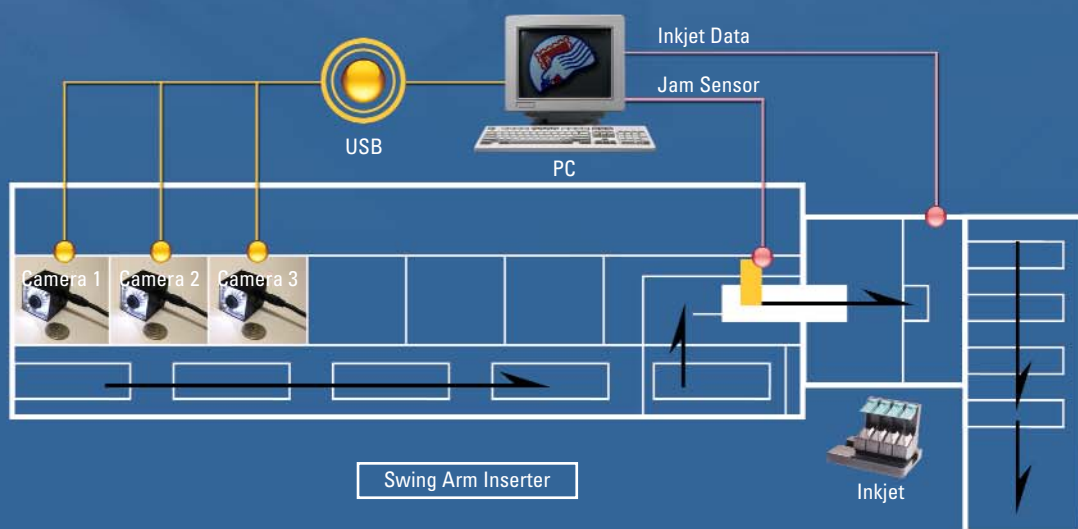 Inkjet Data
Jam Sensor
USB
PC
Camera 1
Camera 2
Camera 3
Swing Arm Inserter
Inkjet